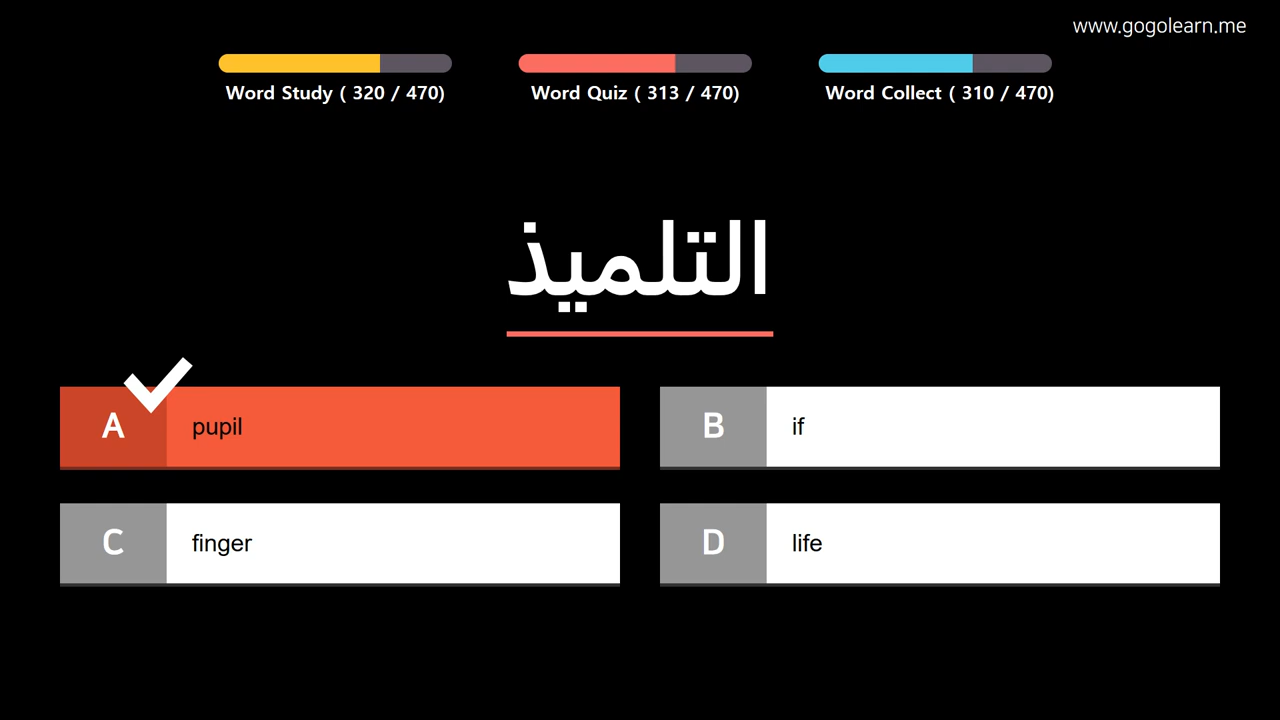 www.gogolearn.me
Word Study ( 320 / 470)
Word Quiz ( 313 / 470)
Word Collect ( 310 / 470)
التلميذ
A pupil
B if
C finger
D life